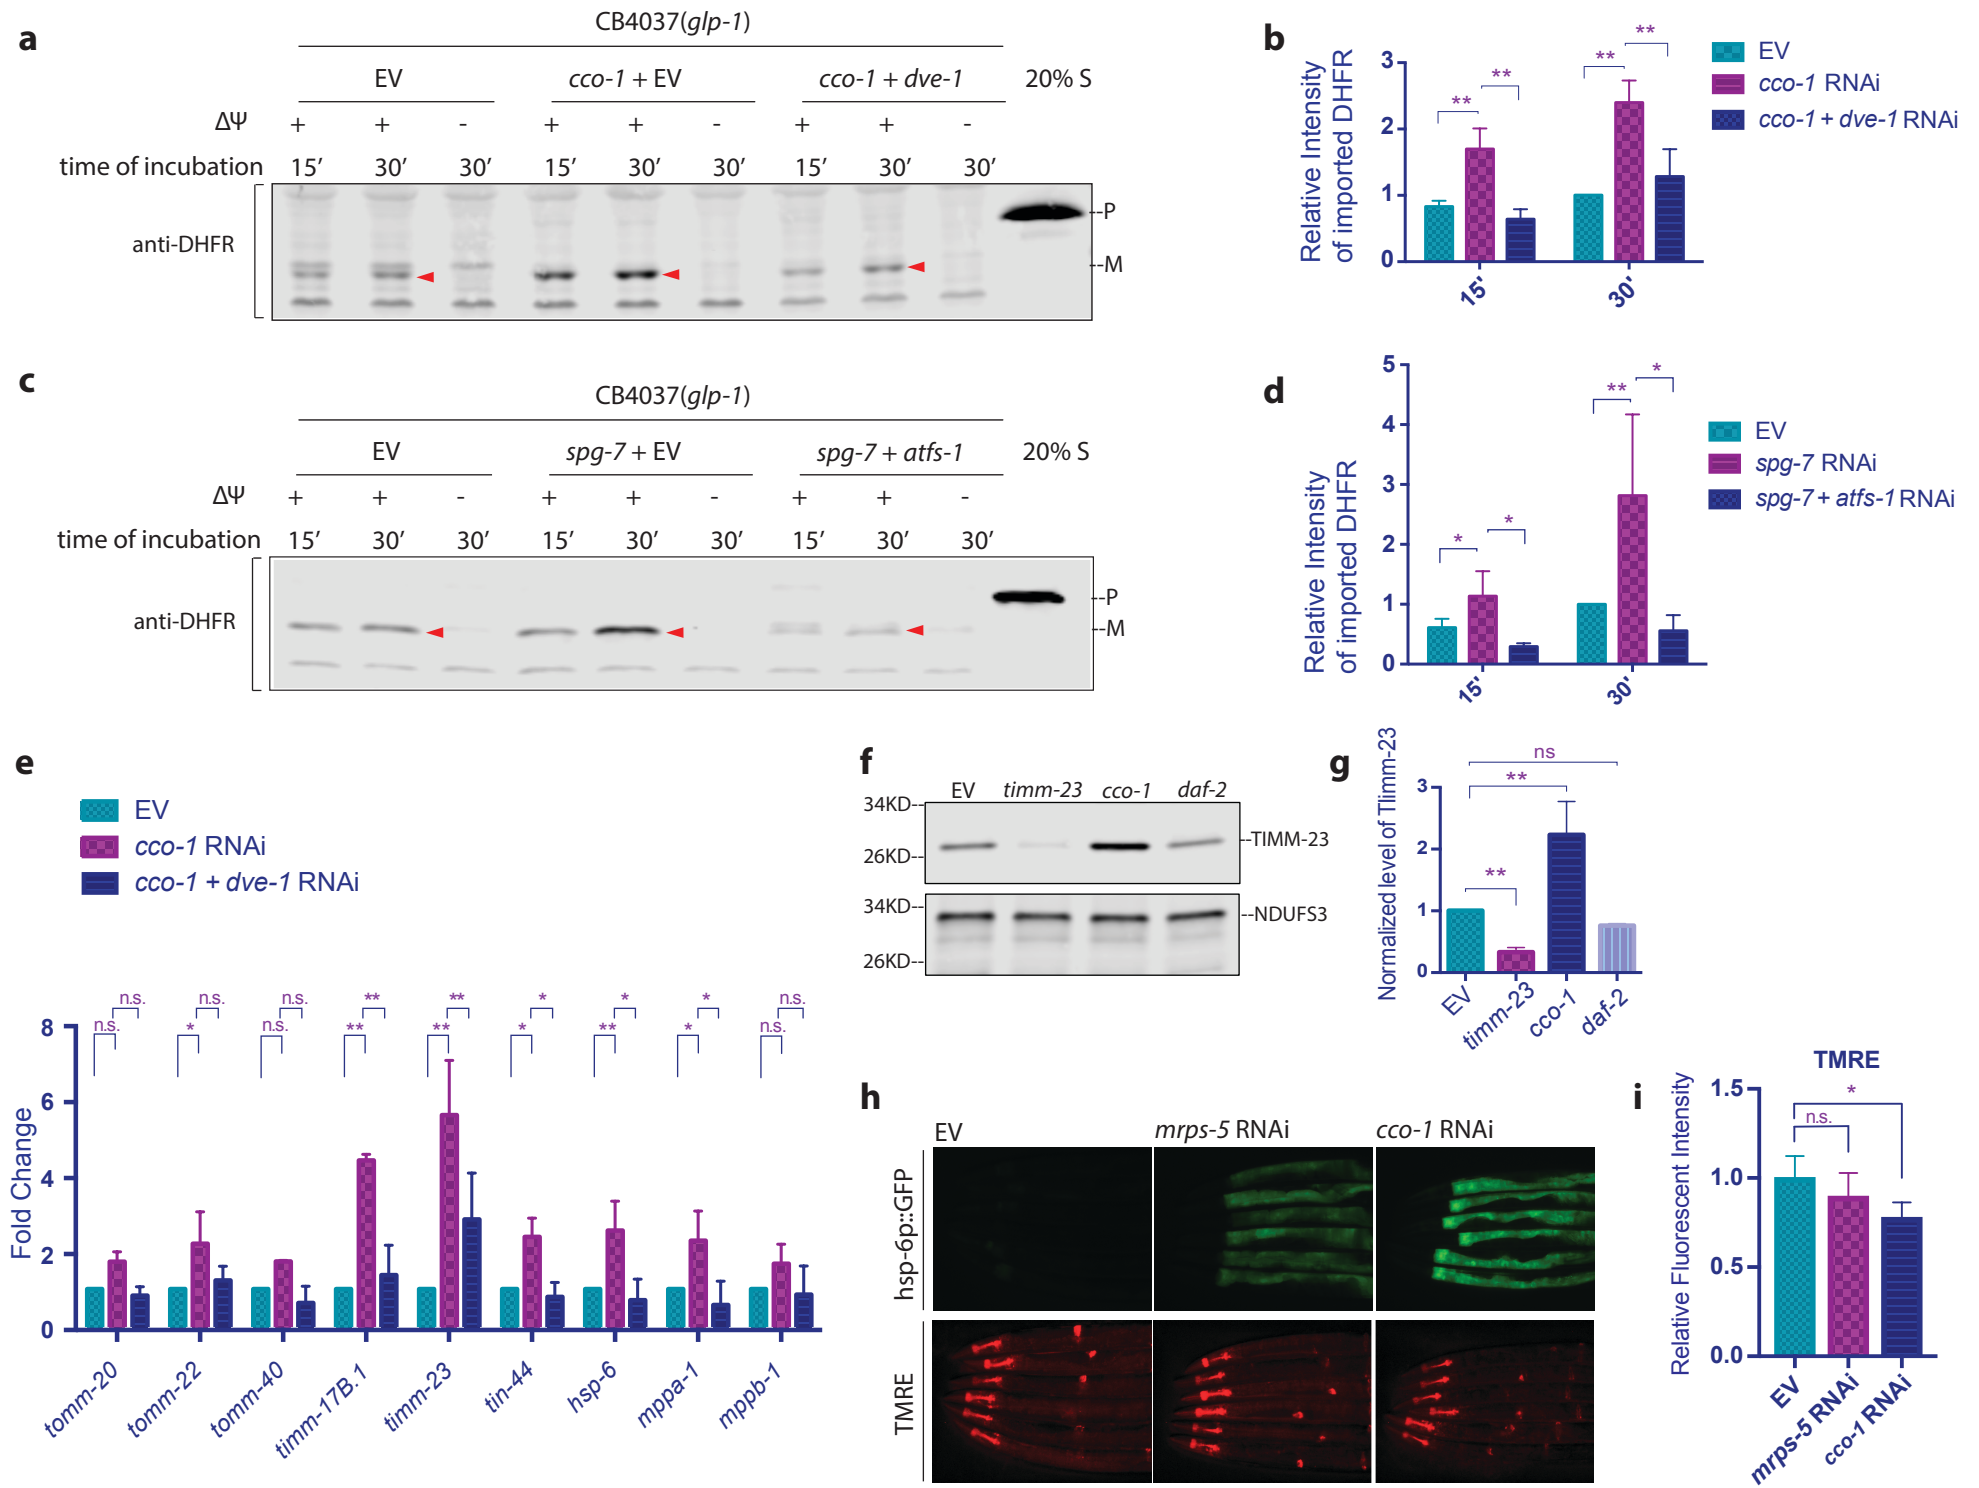 a
CB4037(glp-1)
EV cco-1 + EV cco-1 + dve-1 20% S
ΔΨ + + - + + - + + -
time of incubation 15′ 30′ 30′ 15′ 30′ 30′ 15′ 30′ 30′
anti-DHFR
--P
--M
b
Relative Intensity
of imported DHFR
3
2
1
0
** ** ** **
15'
30'
EV
cco-1 RNAi
cco-1 + dve-1 RNAi
c
CB4037(glp-1)
EV spg-7 + EV spg-7 + atfs-1 20% S
ΔΨ + + - + + - + + -
time of incubation 15′ 30′ 30′ 15′ 30′ 30′ 15′ 30′ 30′
anti-DHFR
--P
--M
d
Relative Intensity
of imported DHFR
5
4
3
2
1
0
* * ** *
15'
30'
EV
spg-7 RNAi
spg-7 + atfs-1 RNAi
e
EV
cco-1 RNAi
cco-1 + dve-1 RNAi
Fold Change
8
6
4
2
0
n.s. n.s. n.s. ** ** * * * n.s.
n.s. * n.s. ** ** * ** * n.s.
tomm-20
tomm-22
tomm-40
timm-17B.1
timm-23
tin-44
hsp-6
mppa-1
mppb-1
f
EV timm-23 cco-1 daf-2
34KD--
26KD--
--TIMM-23
34KD--
26KD--
--NDUFS3
g
Normalized level of TIimm-23
3
2
1
0
ns
**
**
EV
timm-23
cco-1
daf-2
h
EV mrps-5 RNAi cco-1 RNAi
hsp-6p::GFP
TMRE
i
TMRE
Relative Fluorescent Intensity
1.5
1.0
0.5
0.0
*
n.s.
EV
mrps-5 RNAi
cco-1 RNAi